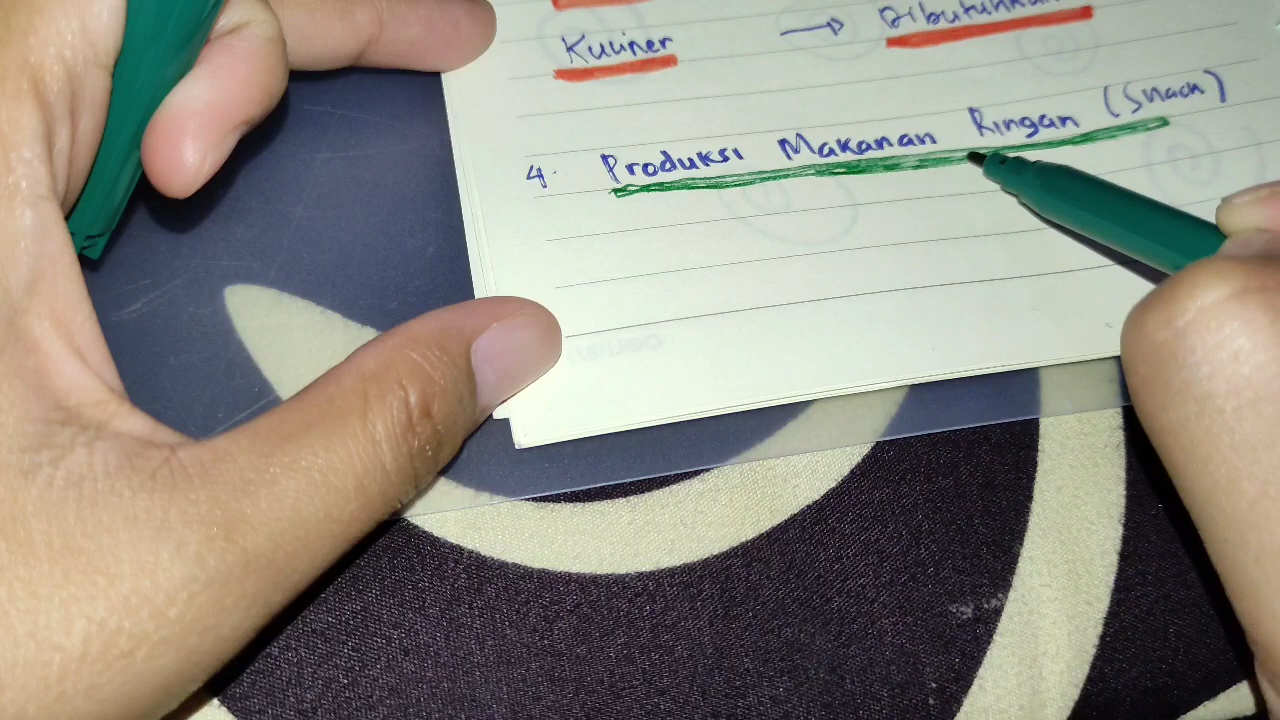 Kuliner → Dibutuhkan
4. Produksi Makanan Ringan (Snack)